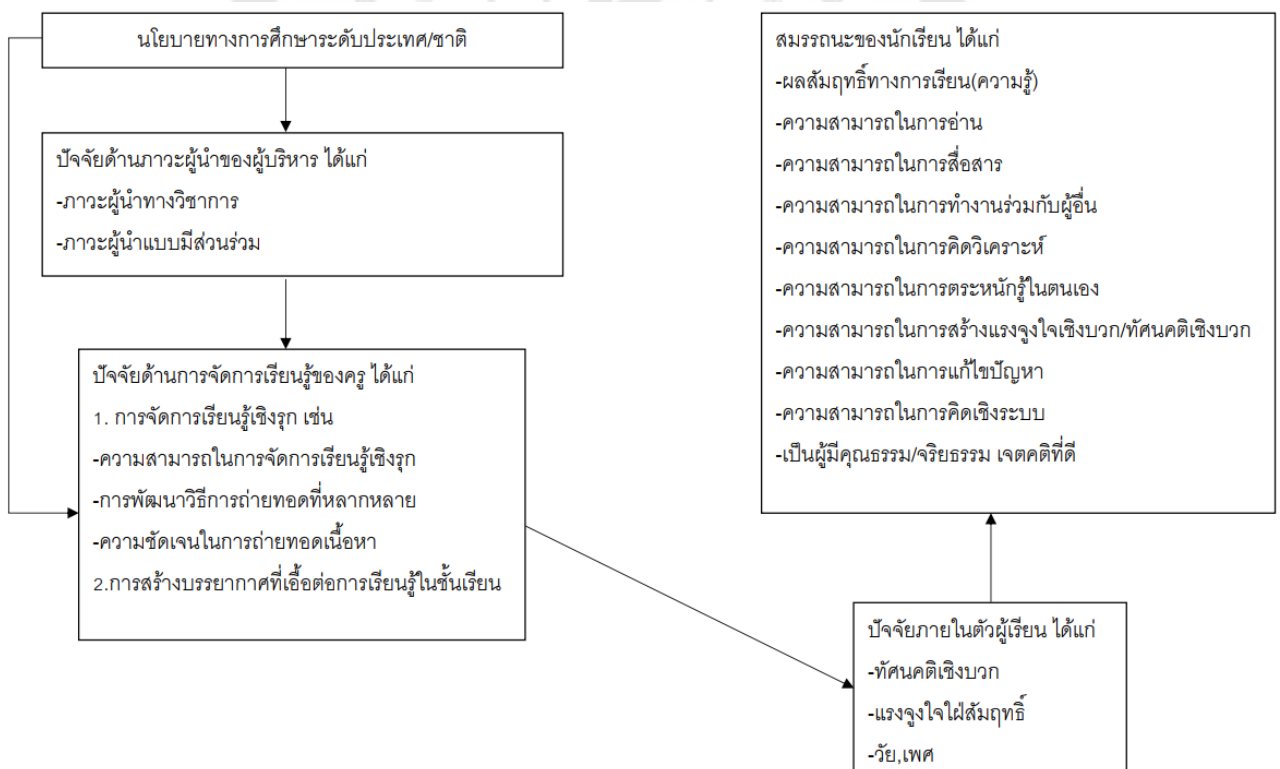 นโยบายทางการศึกษาระดับประเทศ/ชาติ
ปัจจัยด้านภาวะผู้นำของผู้บริหาร ได้แก่
-ภาวะผู้นำทางวิชาการ
-ภาวะผู้นำแบบมีส่วนร่วม
ปัจจัยด้านการจัดการเรียนรู้ของครู ได้แก่
1. การจัดการเรียนรู้เชิงรุก เช่น
-ความสามารถในการจัดการเรียนรู้เชิงรุก
-การพัฒนาวิธีการถ่ายทอดที่หลากหลาย
-ความชัดเจนในการถ่ายทอดเนื้อหา
2.การสร้างบรรยากาศที่เอื้อต่อการเรียนรู้ในชั้นเรียน
สมรรถนะของนักเรียน ได้แก่
-ผลสัมฤทธิ์ทางการเรียน(ความรู้)
-ความสามารถในการอ่าน
-ความสามารถในการสื่อสาร
-ความสามารถในการทำงานร่วมกับผู้อื่น
-ความสามารถในการคิดวิเคราะห์
-ความสามารถในการตระหนักรู้ในตนเอง
-ความสามารถในการสร้างแรงจูงใจเชิงบวก/ทัศนคติเชิงบวก
-ความสามารถในการแก้ไขปัญหา
-ความสามารถในการคิดเชิงระบบ
-เป็นผู้มีคุณธรรม/จริยธรรม เจตคติที่ดี
ปัจจัยภายในตัวผู้เรียน ได้แก่
-ทัศนคติเชิงบวก
-แรงจูงใจใฝ่สัมฤทธิ์
-วัย,เพศ